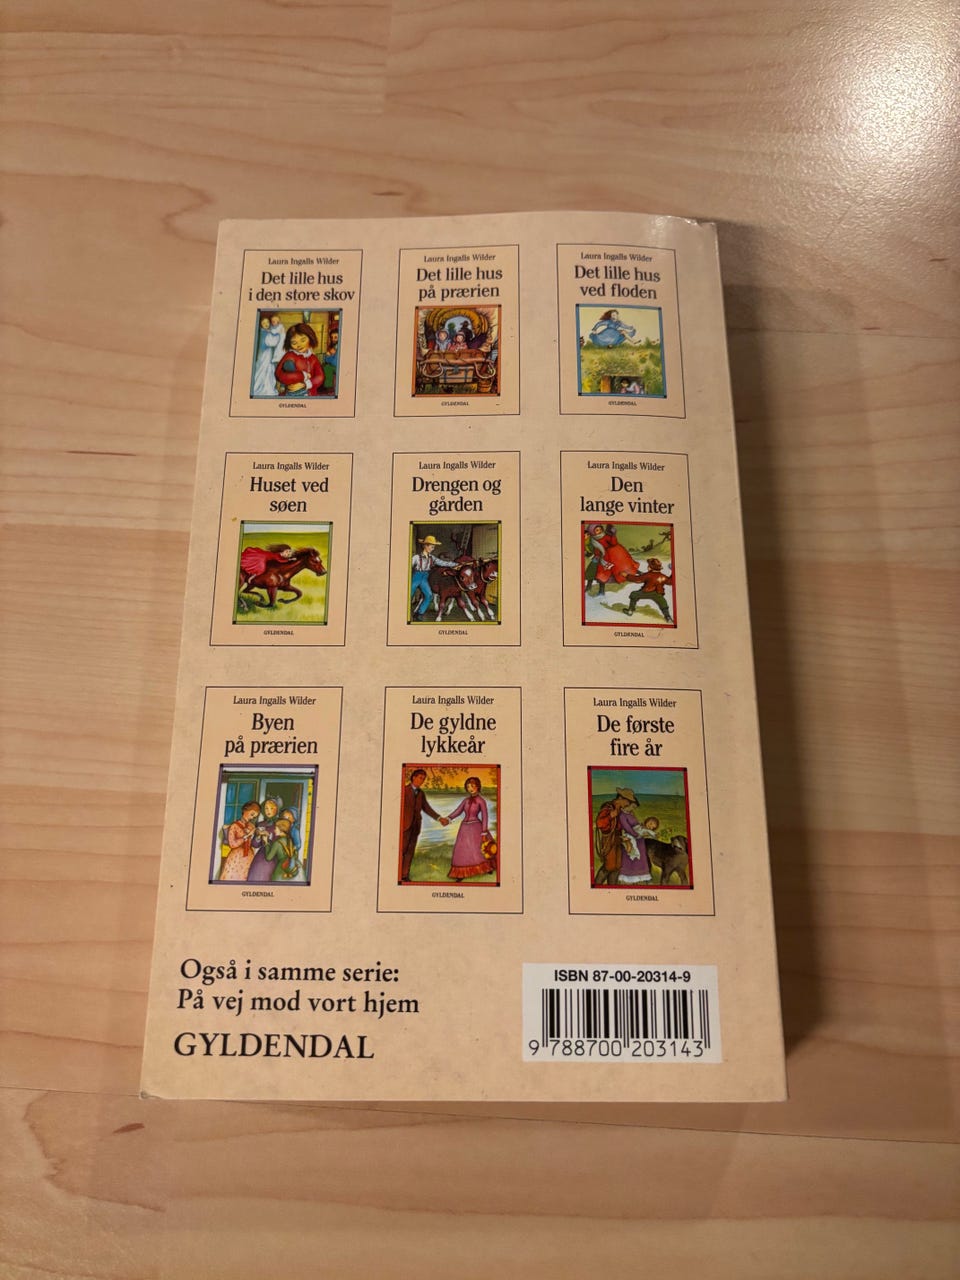 Laura Ingalls Wilder
Det lille hus
i den store skov
GYLDENDAL
Laura Ingalls Wilder
Det lille hus
på prærien
GYLDENDAL
Laura Ingalls Wilder
Det lille hus
ved floden
GYLDENDAL
Laura Ingalls Wilder
Huset ved
søen
GYLDENDAL
Laura Ingalls Wilder
Drengen og
gården
GYLDENDAL
Laura Ingalls Wilder
Den
lange vinter
GYLDENDAL
Laura Ingalls Wilder
Byen
på prærien
GYLDENDAL
Laura Ingalls Wilder
De gyldne
lykkeår
GYLDENDAL
Laura Ingalls Wilder
De første
fire år
GYLDENDAL
Også i samme serie:
På vej mod vort hjem
GYLDENDAL
ISBN 87-00-20314-9
9 788700 203143